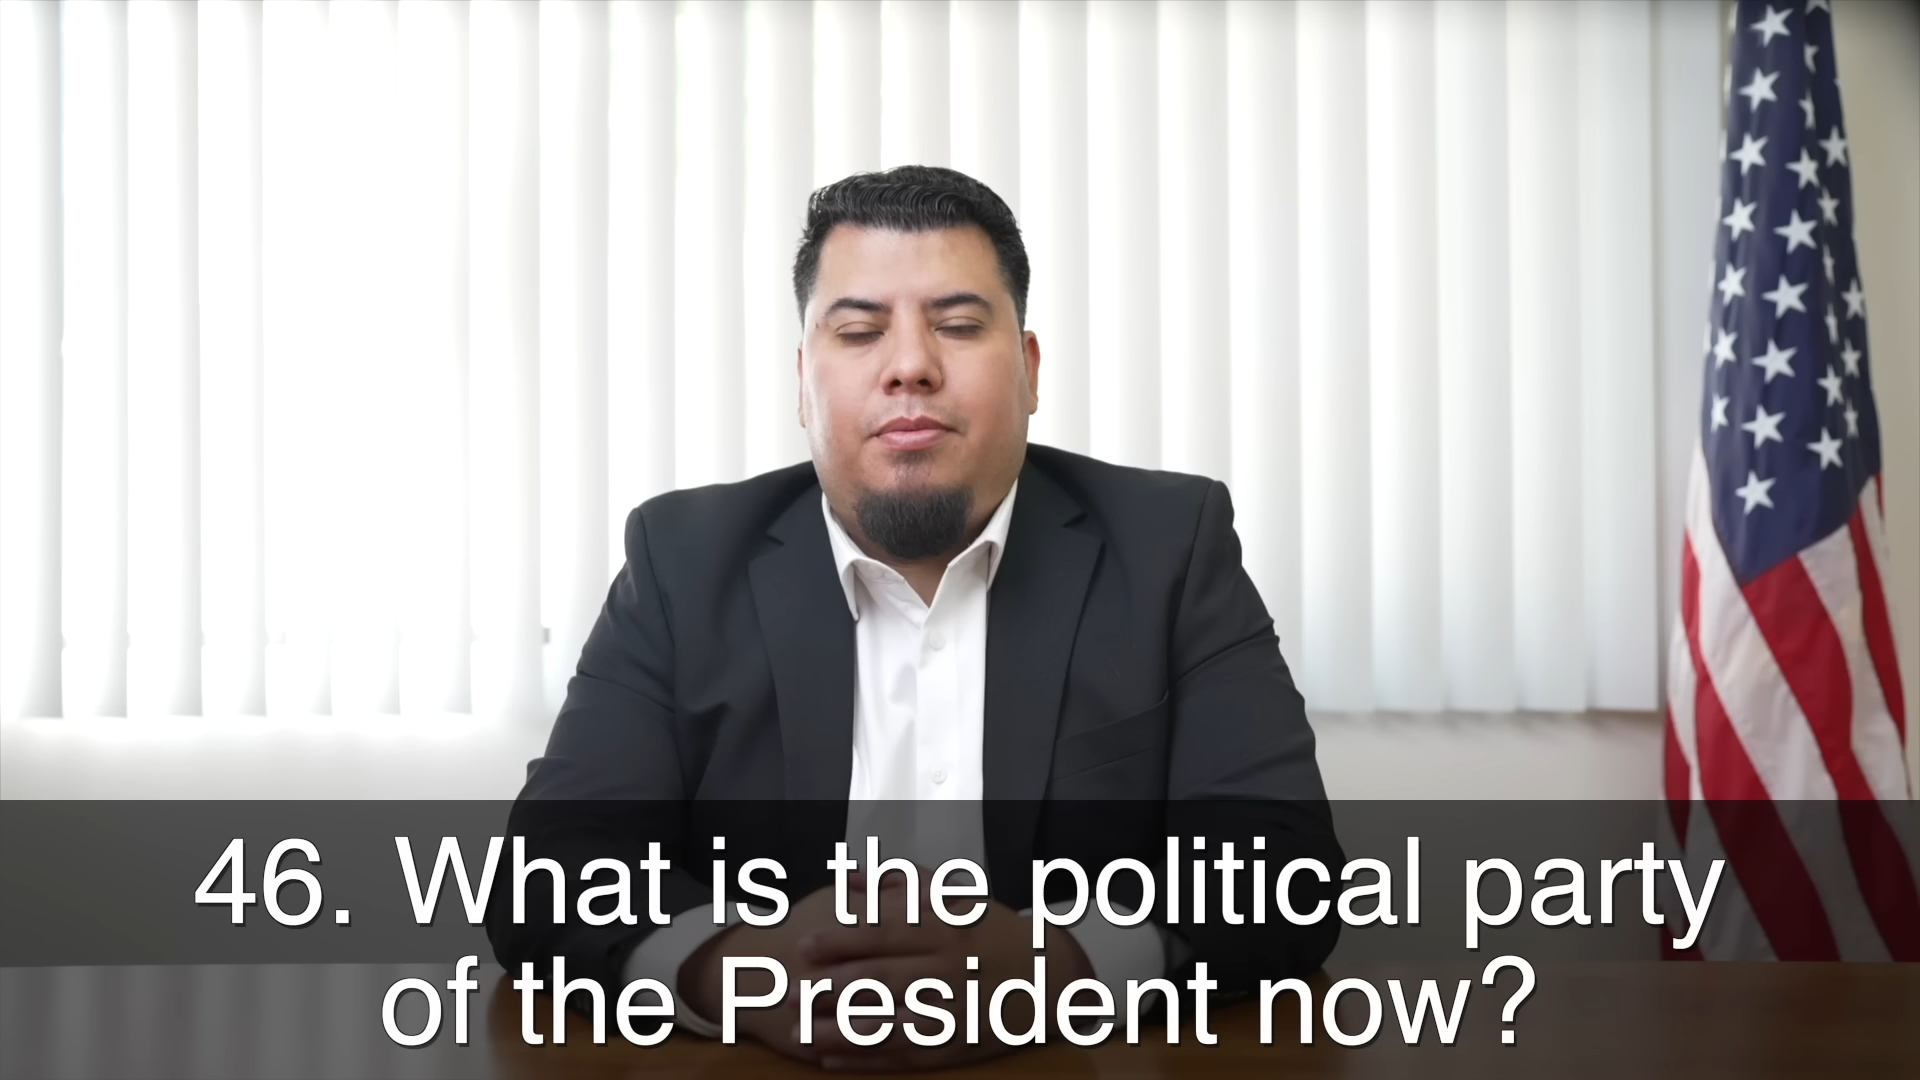 46. What is the political party
of the President now?